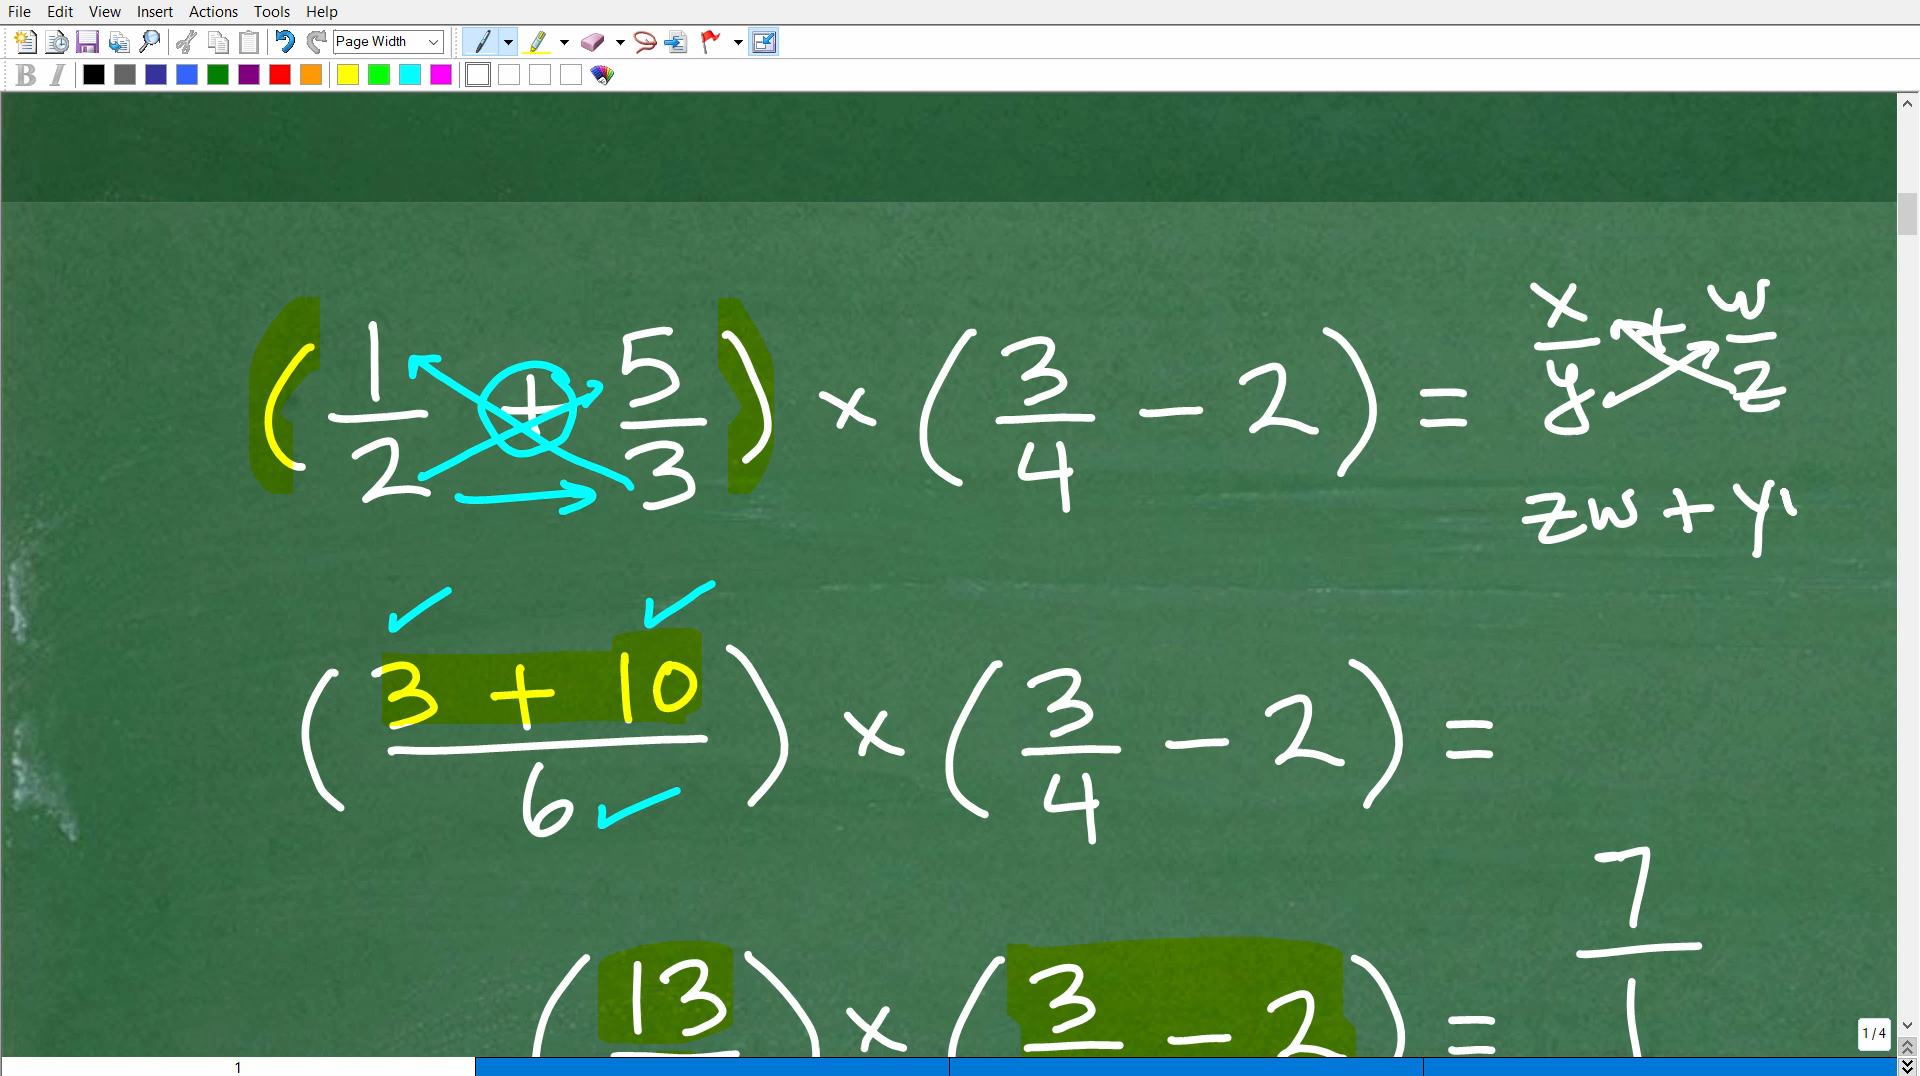 File Edit View Insert Actions Tools Help
Page Width
B I
(1/2 + 5/3) × (3/4 − 2) =
x/y + w/z
zw + y
(3 + 10 / 6) × (3/4 − 2) =
7/1
(13) × (3 − 2) =
1 / 4
1